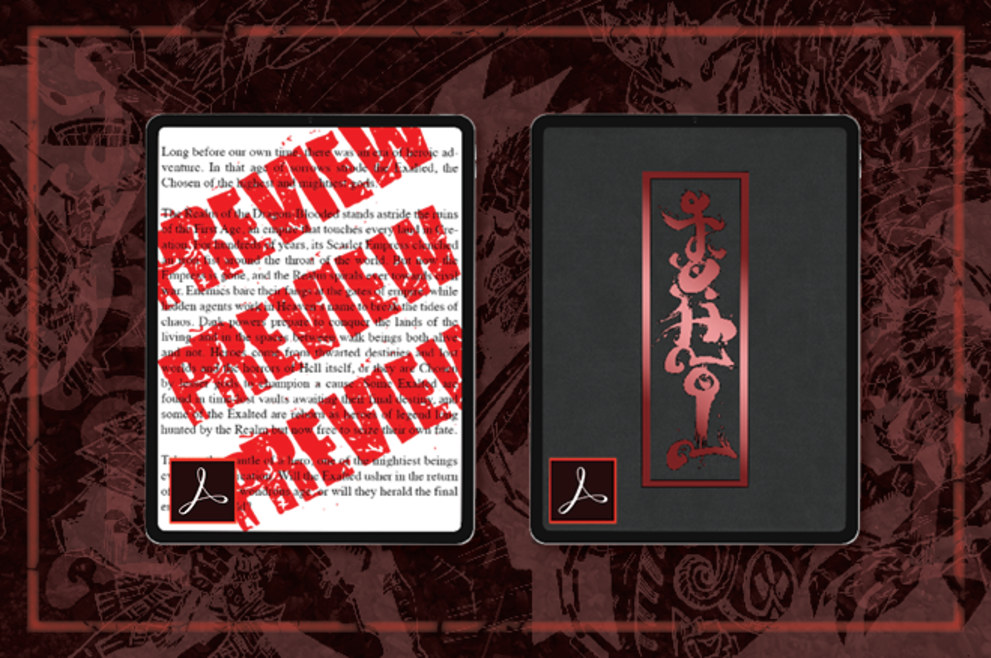 Long before our own time, there was an era of heroic ad-
venture. In that age of sorrows strode the Exalted, the
Chosen of the highest and mightiest gods.
The Realm of the Dragon-Blooded stands astride the ruins
of the First Age, an empire that touches every land in Cre-
ation. For hundreds of years, its Scarlet Empress clenched
an iron fist around the throat of the world. But now the
Empress is gone, and the Realm spirals ever towards civil
war. Enemies bare their fangs at the gates of empire, while
hidden agents work in Heaven's name to break the tides of
chaos. Dark powers prepare to conquer the lands of the
living, and in the spaces between walk beings both alive
and not. Heroes come from thwarted destinies and lost
worlds and the horrors of Hell itself, or they are Chosen
by lesser gods to champion a cause. Some Exalted are
found in time-lost vaults awaiting their final destiny, and
some of the Exalted are reborn as heroes of legend long
hunted by the Realm but now free to seize their own fate.
mantle of a hero, one of the mightiest beings
Will the Exalted usher in the return
of wondrous age, or will they herald the final
PREVIEW
PREVIEW
PREVIEW
PREVIEW